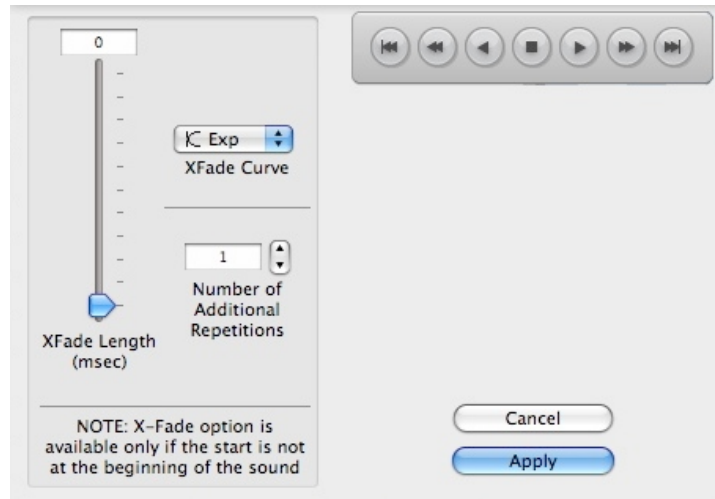 0
Exp
XFade Curve
1
Number of
Additional
Repetitions
XFade Length
(msec)
NOTE: X-Fade option is
available only if the start is not
at the beginning of the sound
Cancel
Apply